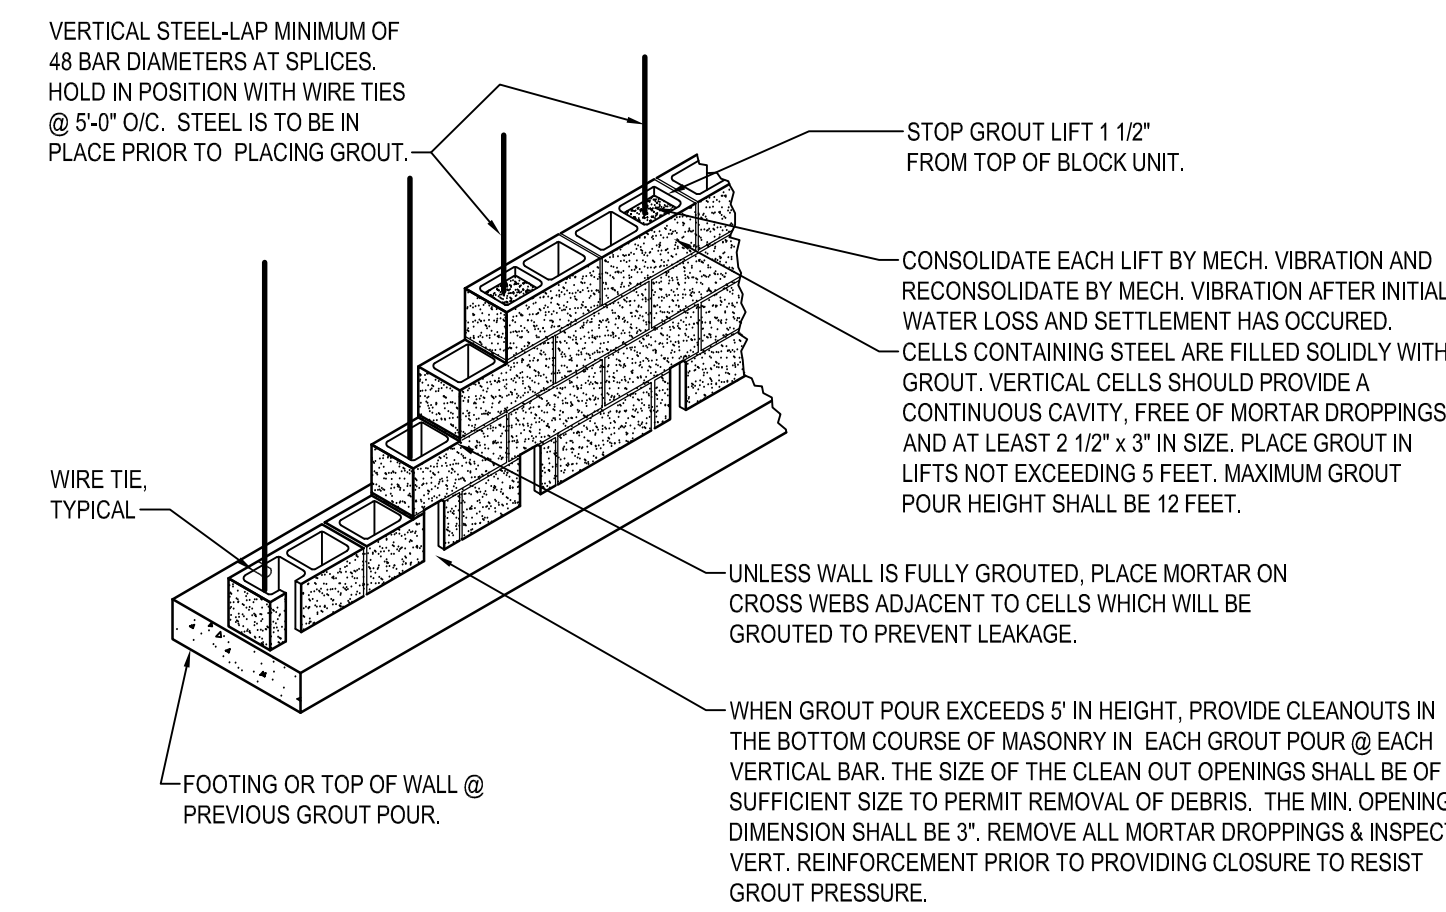 VERTICAL STEEL-LAP MINIMUM OF
48 BAR DIAMETERS AT SPLICES.
HOLD IN POSITION WITH WIRE TIES
@ 5'-0" O/C. STEEL IS TO BE IN
PLACE PRIOR TO PLACING GROUT.
STOP GROUT LIFT 1 1/2"
FROM TOP OF BLOCK UNIT.
CONSOLIDATE EACH LIFT BY MECH. VIBRATION AND
RECONSOLIDATE BY MECH. VIBRATION AFTER INITIAL
WATER LOSS AND SETTLEMENT HAS OCCURED.
CELLS CONTAINING STEEL ARE FILLED SOLIDLY WITH
GROUT. VERTICAL CELLS SHOULD PROVIDE A
CONTINUOUS CAVITY, FREE OF MORTAR DROPPINGS
AND AT LEAST 2 1/2" x 3" IN SIZE. PLACE GROUT IN
LIFTS NOT EXCEEDING 5 FEET. MAXIMUM GROUT
POUR HEIGHT SHALL BE 12 FEET.
WIRE TIE,
TYPICAL
UNLESS WALL IS FULLY GROUTED, PLACE MORTAR ON
CROSS WEBS ADJACENT TO CELLS WHICH WILL BE
GROUTED TO PREVENT LEAKAGE.
WHEN GROUT POUR EXCEEDS 5' IN HEIGHT, PROVIDE CLEANOUTS IN
THE BOTTOM COURSE OF MASONRY IN EACH GROUT POUR @ EACH
VERTICAL BAR. THE SIZE OF THE CLEAN OUT OPENINGS SHALL BE OF
SUFFICIENT SIZE TO PERMIT REMOVAL OF DEBRIS. THE MIN. OPENING
DIMENSION SHALL BE 3". REMOVE ALL MORTAR DROPPINGS & INSPECT
VERT. REINFORCEMENT PRIOR TO PROVIDING CLOSURE TO RESIST
GROUT PRESSURE.
FOOTING OR TOP OF WALL @
PREVIOUS GROUT POUR.